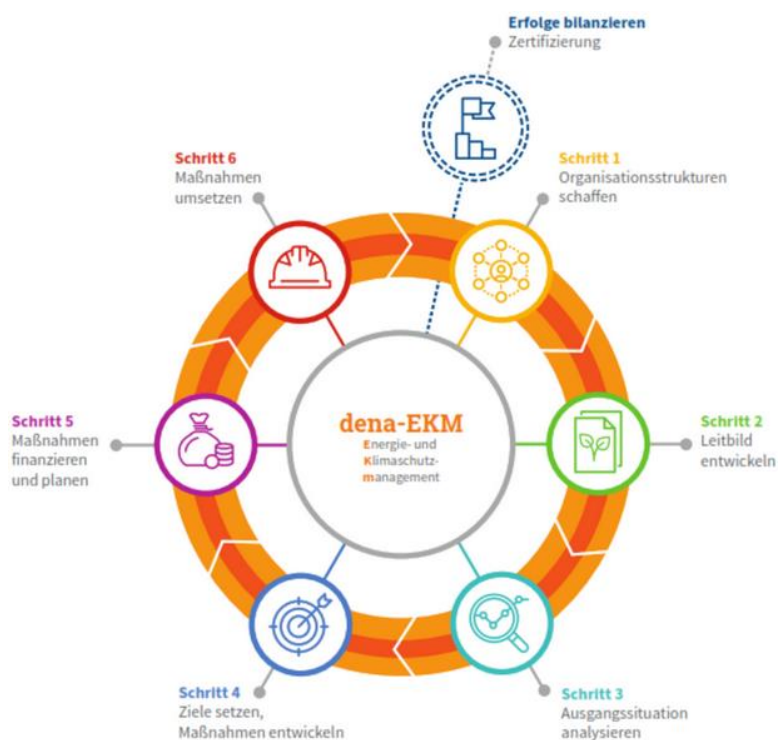 Erfolge bilanzieren
Zertifizierung
Schritt 6
Maßnahmen
umsetzen
Schritt 1
Organisationsstrukturen
schaffen
dena-EKM
Energie- und
Klimaschutz-
management
Schritt 5
Maßnahmen
finanzieren
und planen
Schritt 2
Leitbild
entwickeln
Schritt 4
Ziele setzen,
Maßnahmen entwickeln
Schritt 3
Ausgangssituation
analysieren